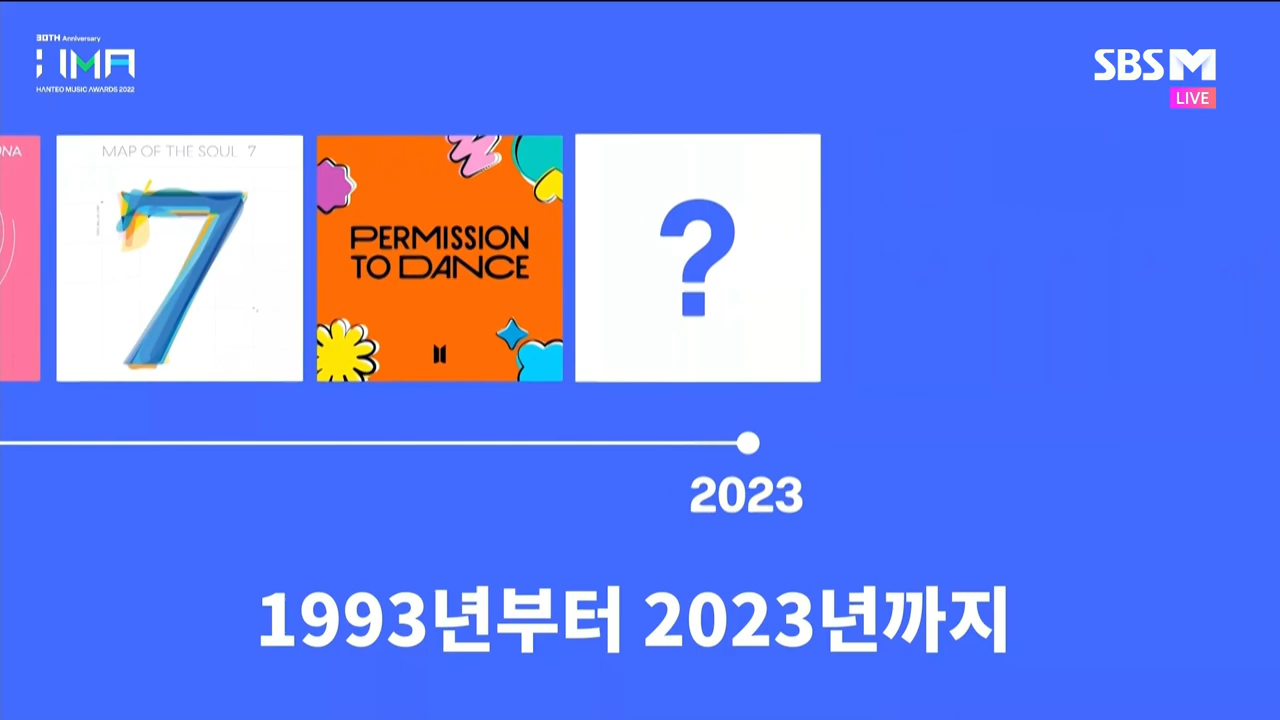 30TH Anniversary
HMA
HANTEO MUSIC AWARDS 2022
SBS M
LIVE
UNA
MAP OF THE SOUL 7
7
PERMISSION
TO DANCE
?
2023
1993년부터 2023년까지